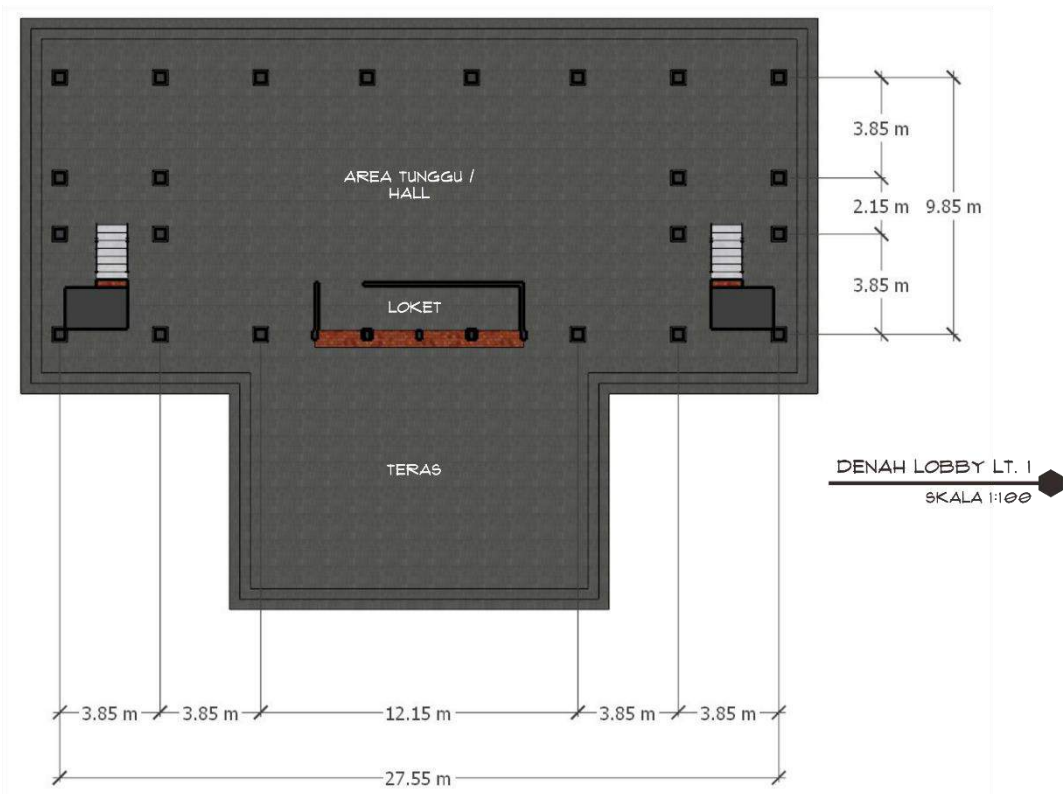 AREA TUNGGU /
HALL
LOKET
TERAS
3.85 m
2.15 m
9.85 m
3.85 m
DENAH LOBBY LT. 1
SKALA 1:100
3.85 m
3.85 m
12.15 m
3.85 m
3.85 m
27.55 m